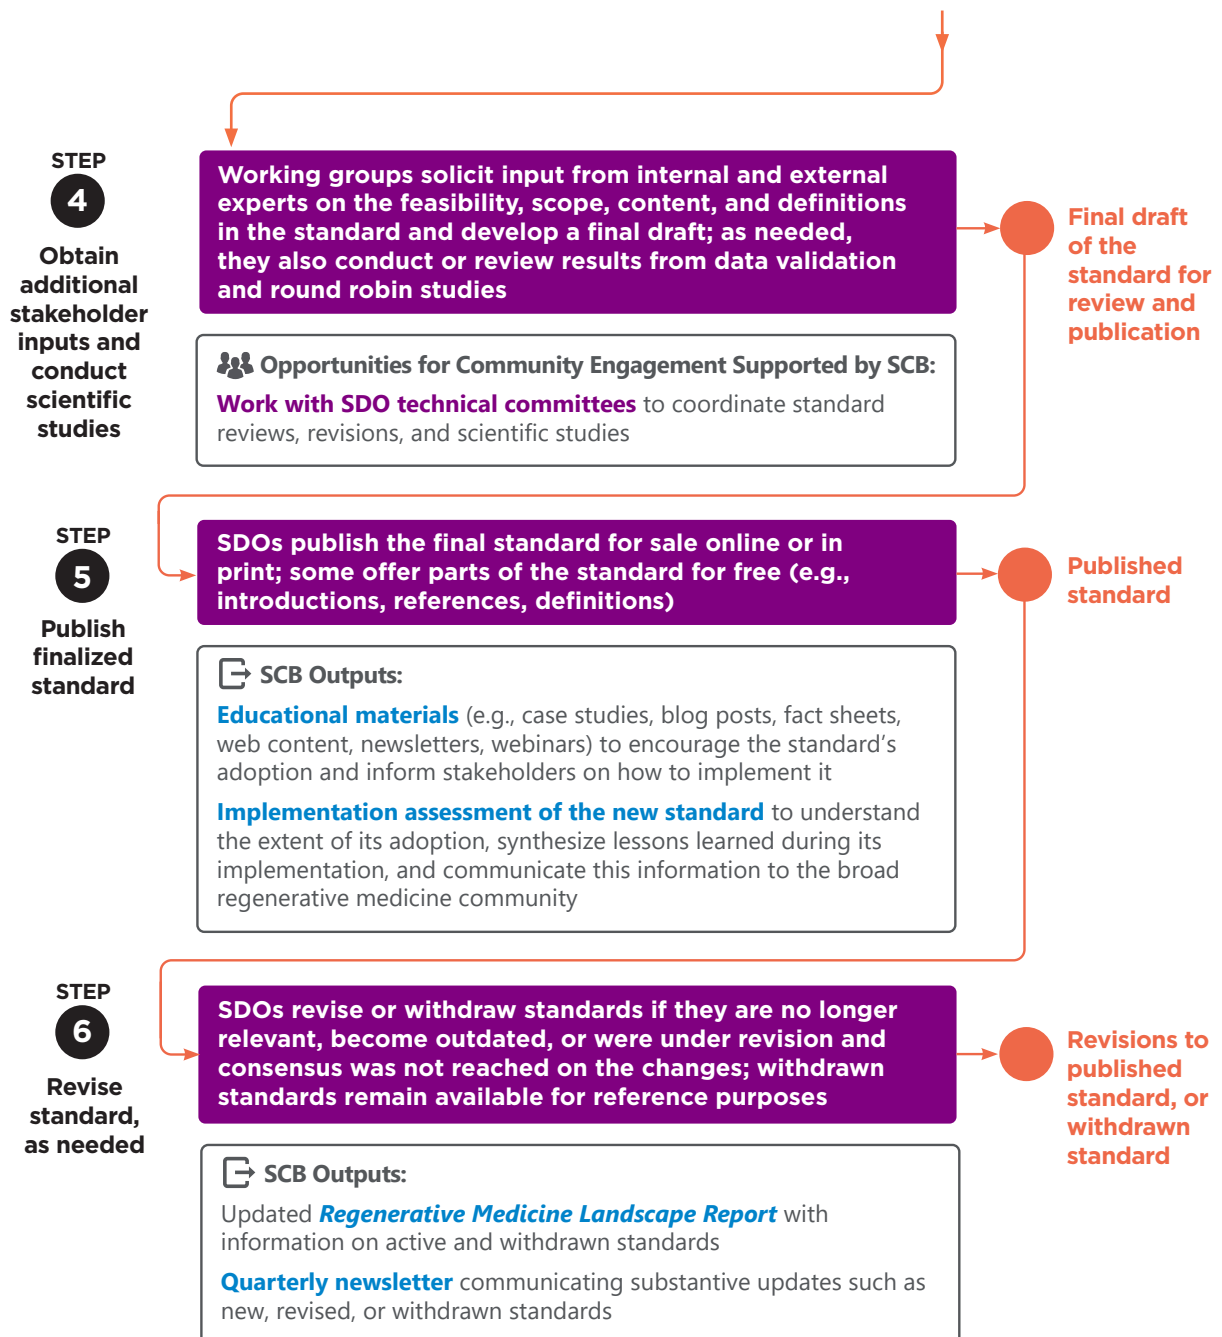 STEP
4
Obtain
additional
stakeholder
inputs and
conduct
scientific
studies
Working groups solicit input from internal and external
experts on the feasibility, scope, content, and definitions
in the standard and develop a final draft; as needed,
they also conduct or review results from data validation
and round robin studies
Final draft
of the
standard for
review and
publication
Opportunities for Community Engagement Supported by SCB:
Work with SDO technical committees to coordinate standard
reviews, revisions, and scientific studies
STEP
5
Publish
finalized
standard
SDOs publish the final standard for sale online or in
print; some offer parts of the standard for free (e.g.,
introductions, references, definitions)
Published
standard
SCB Outputs:
Educational materials (e.g., case studies, blog posts, fact sheets,
web content, newsletters, webinars) to encourage the standard's
adoption and inform stakeholders on how to implement it
Implementation assessment of the new standard to understand
the extent of its adoption, synthesize lessons learned during its
implementation, and communicate this information to the broad
regenerative medicine community
STEP
6
Revise
standard,
as needed
SDOs revise or withdraw standards if they are no longer
relevant, become outdated, or were under revision and
consensus was not reached on the changes; withdrawn
standards remain available for reference purposes
Revisions to
published
standard, or
withdrawn
standard
SCB Outputs:
Updated Regenerative Medicine Landscape Report with
information on active and withdrawn standards
Quarterly newsletter communicating substantive updates such as
new, revised, or withdrawn standards